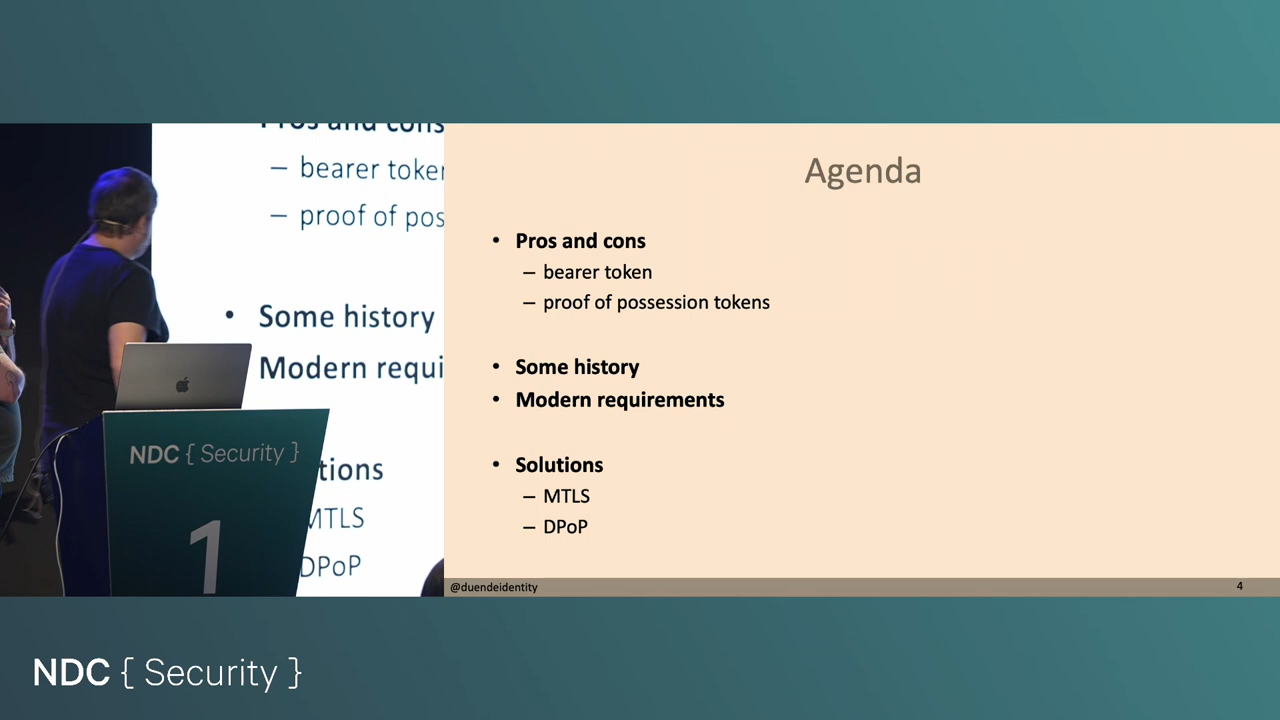 Pros and cons
– bearer token
– proof of pos
• Some history
Modern requi
tions
MTLS
DPoP
NDC { Security }
1
Agenda
• Pros and cons
– bearer token
– proof of possession tokens
• Some history
• Modern requirements
• Solutions
– MTLS
– DPoP
@duendeidentity
4
NDC { Security }